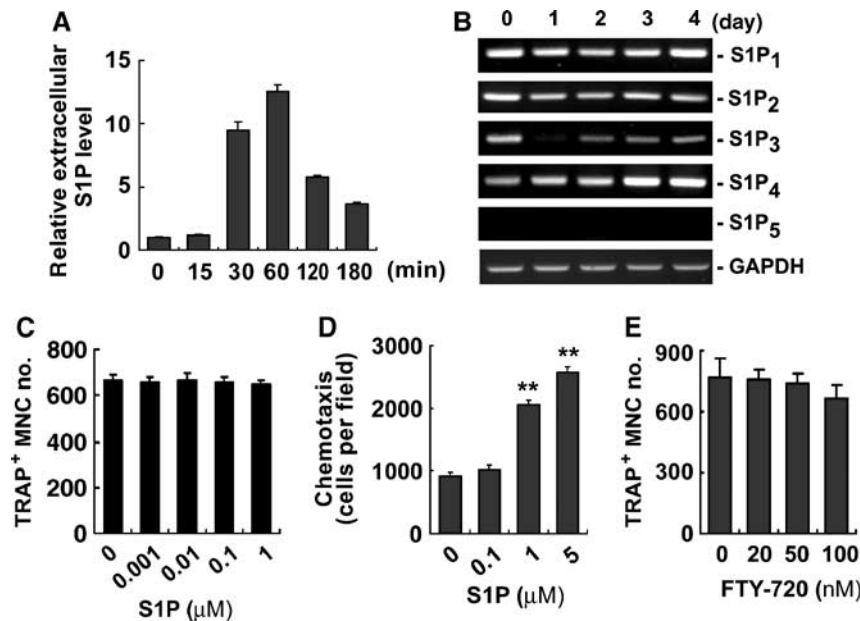 A
Relative extracellular
S1P level
15
10
5
0
0 15 30 60 120 180 (min)
B
0 1 2 3 4 (day)
- S1P1
- S1P2
- S1P3
- S1P4
- S1P5
- GAPDH
C
TRAP+ MNC no.
800
600
400
200
0
0 0.001 0.01 0.1 1
S1P (μM)
D
Chemotaxis
(cells per field)
3000
2000
1000
0
** **
0 0.1 1 5
S1P (μM)
E
TRAP+ MNC no.
900
600
300
0
0 20 50 100
FTY-720 (nM)